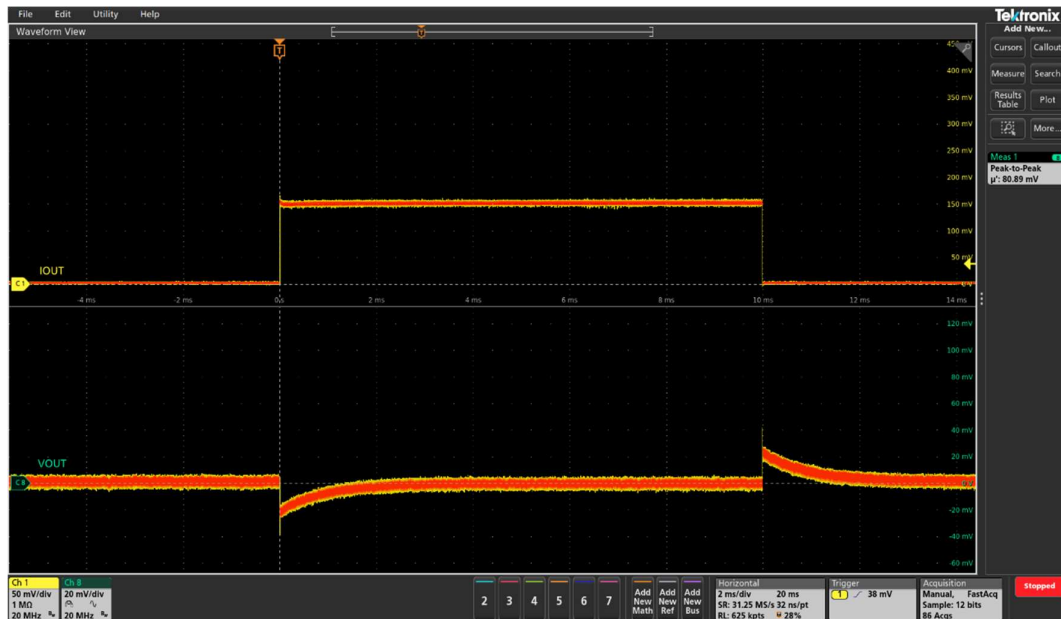 File Edit Utility Help
Tektronix
Waveform View
Add New...
Cursors Callout
Measure Search
Results Table Plot
More...
Meas 1
Peak-to-Peak
µ': 80.89 mV
T
T
400 mV
350 mV
300 mV
250 mV
200 mV
150 mV
100 mV
50 mV
IOUT
C 1
-4 ms -2 ms 0s 2 ms 4 ms 6 ms 8 ms 10 ms 12 ms 14 ms
120 mV
100 mV
80 mV
60 mV
40 mV
20 mV
VOUT
C 8
-20 mV
-40 mV
-60 mV
Ch 1
50 mV/div
1 MΩ
20 MHz Bw
Ch 8
20 mV/div
20 MHz Bw
2 3 4 5 6 7
Add New Math
Add New Ref
Add New Bus
Horizontal
2 ms/div 20 ms
SR: 31.25 MS/s 32 ns/pt
RL: 625 kpts 28%
Trigger
1 38 mV
Acquisition
Manual, FastAcq
Sample: 12 bits
86 Acqs
Stopped